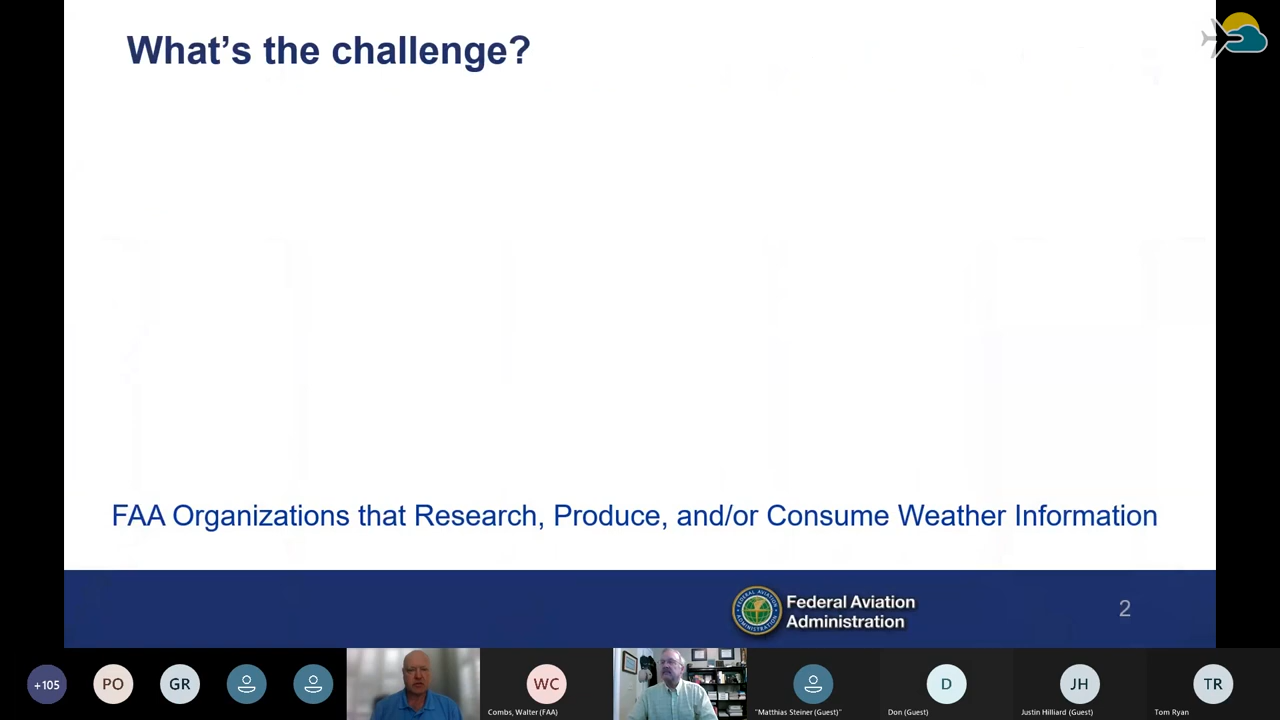 What's the challenge?
FAA Organizations that Research, Produce, and/or Consume Weather Information
Federal Aviation
Administration
2
+105
PO
GR
WC
D
JH
TR
Combs, Walter (FAA)
"Matthias Steiner (Guest)"
Don (Guest)
Justin Hilliard (Guest)
Tom Ryan